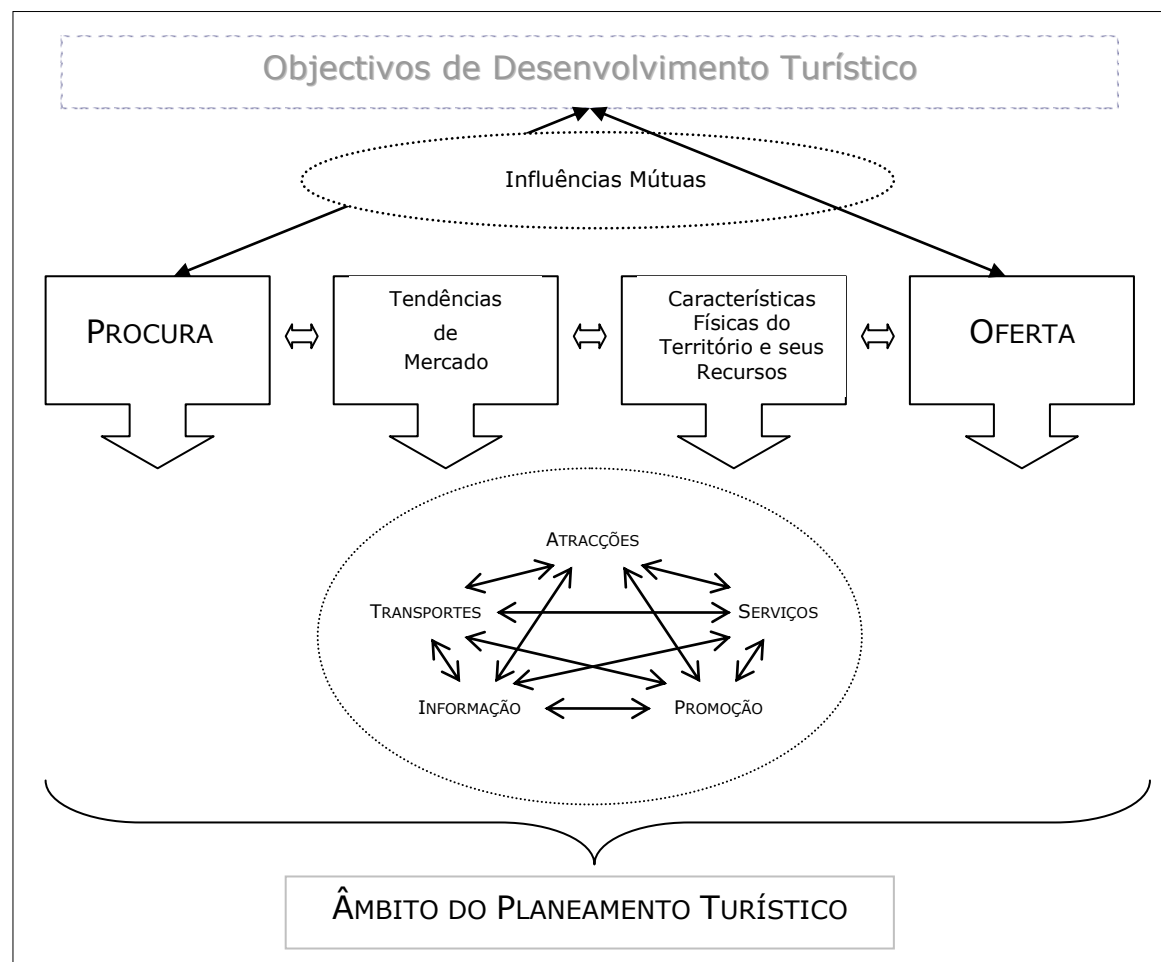 Objectivos de Desenvolvimento Turístico
Influências Mútuas
PROCURA
Tendências
de
Mercado
Característícas
Físicas do
Território e seus
Recursos
OFERTA
ATRACÇÕES
TRANSPORTES
SERVIÇOS
INFORMAÇÃO
PROMOÇÃO
ÂMBITO DO PLANEAMENTO TURÍSTICO